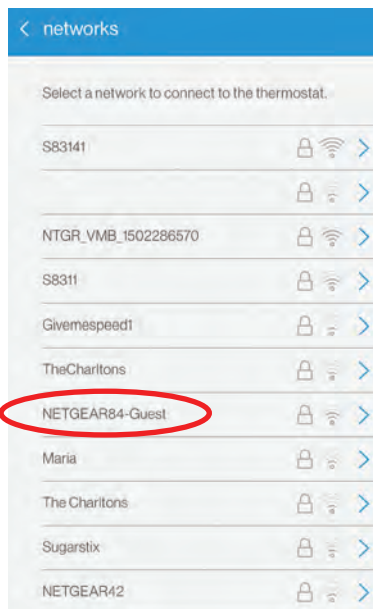 networks
Select a network to connect to the thermostat.
S83141
NTGR_VMB_1502286570
S8311
Givemespeed1
TheCharltons
NETGEAR84-Guest
Maria
The Charltons
Sugarstix
NETGEAR42